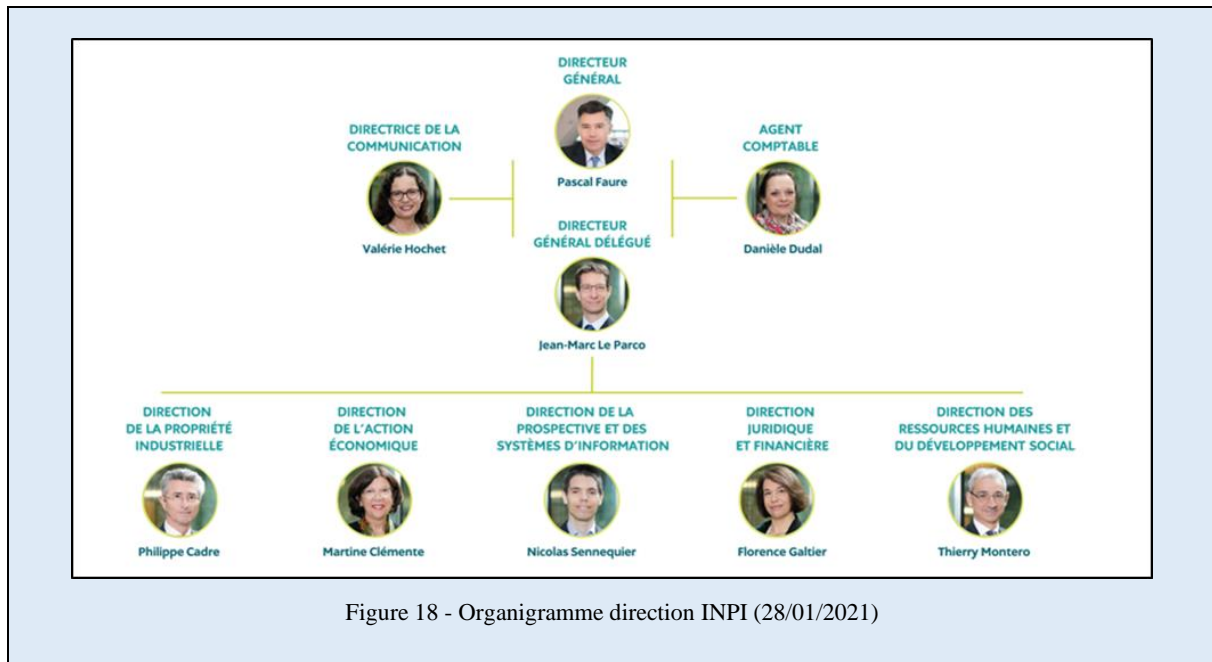 DIRECTEUR
GÉNÉRAL
Pascal Faure
DIRECTRICE DE LA
COMMUNICATION
Valérie Hochet
AGENT
COMPTABLE
Danièle Dudal
DIRECTEUR
GÉNÉRAL DÉLÉGUÉ
Jean-Marc Le Parco
DIRECTION
DE LA PROPRIÉTÉ
INDUSTRIELLE
Philippe Cadre
DIRECTION
DE L'ACTION
ÉCONOMIQUE
Martine Clémente
DIRECTION DE LA
PROSPECTIVE ET DES
SYSTÈMES D'INFORMATION
Nicolas Sennequier
DIRECTION
JURIDIQUE
ET FINANCIÈRE
Florence Galtier
DIRECTION DES
RESSOURCES HUMAINES ET
DU DÉVELOPPEMENT SOCIAL
Thierry Montero
Figure 18 - Organigramme direction INPI (28/01/2021)